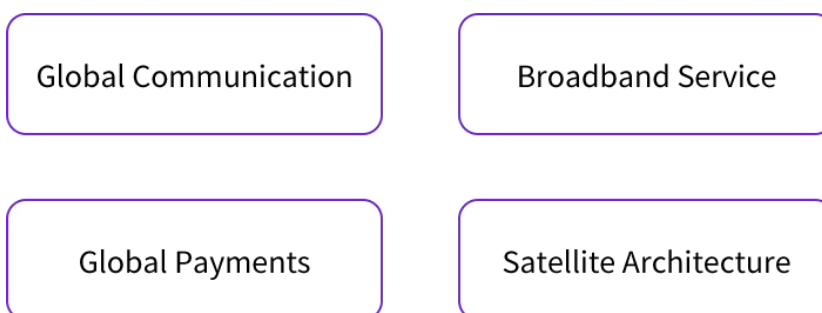 Global Communication
Broadband Service
Global Payments
Satellite Architecture